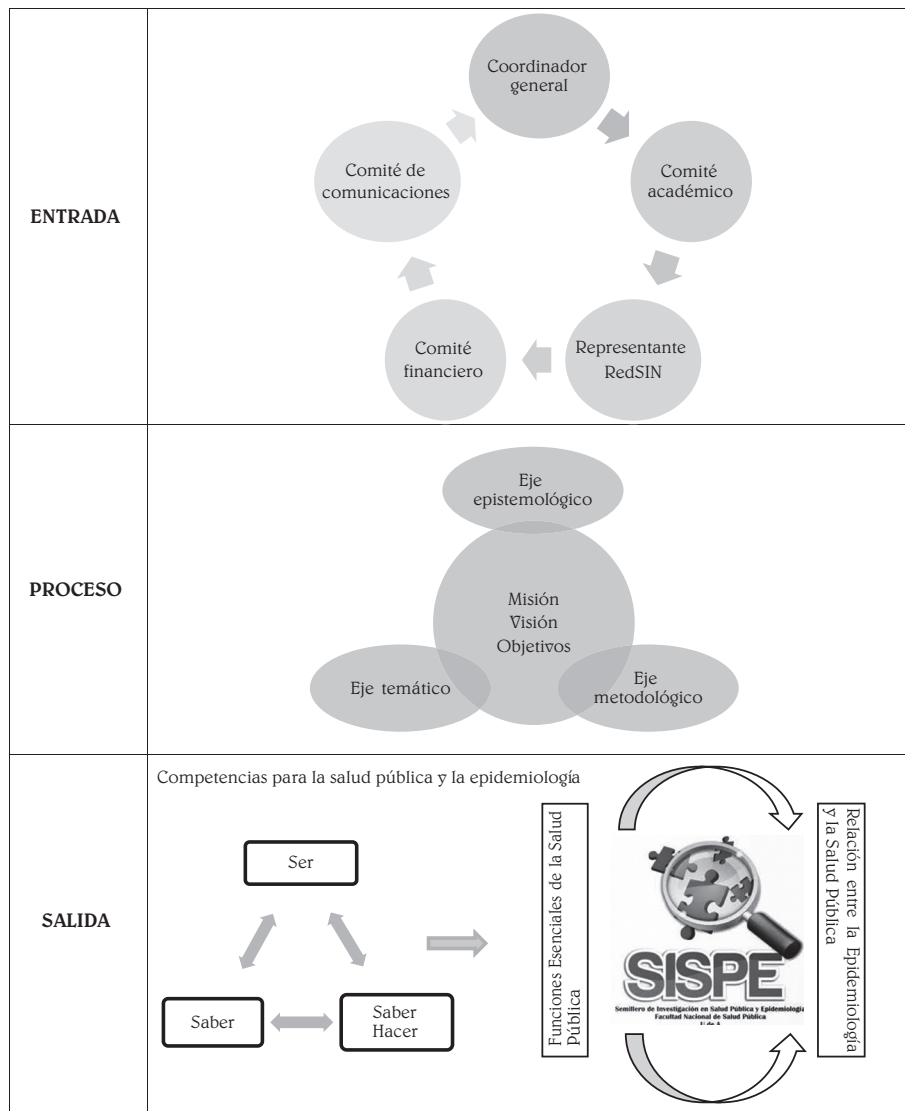 ENTRADA
Coordinador
general
Comité
académico
Representante
RedSIN
Comité
financiero
Comité de
comunicaciones
PROCESO
Eje
epistemológico
Misión
Visión
Objetivos
Eje temático
Eje
metodológico
SALIDA
Competencias para la salud pública y la epidemiología
Ser
Saber
Saber
Hacer
Funciones Esenciales de la Salud
Pública
SISPE
Semillero de Investigación en Salud Pública y Epidemiología
Facultad Nacional de Salud Pública
U de A
Relación entre la Epidemiología
y la Salud Pública